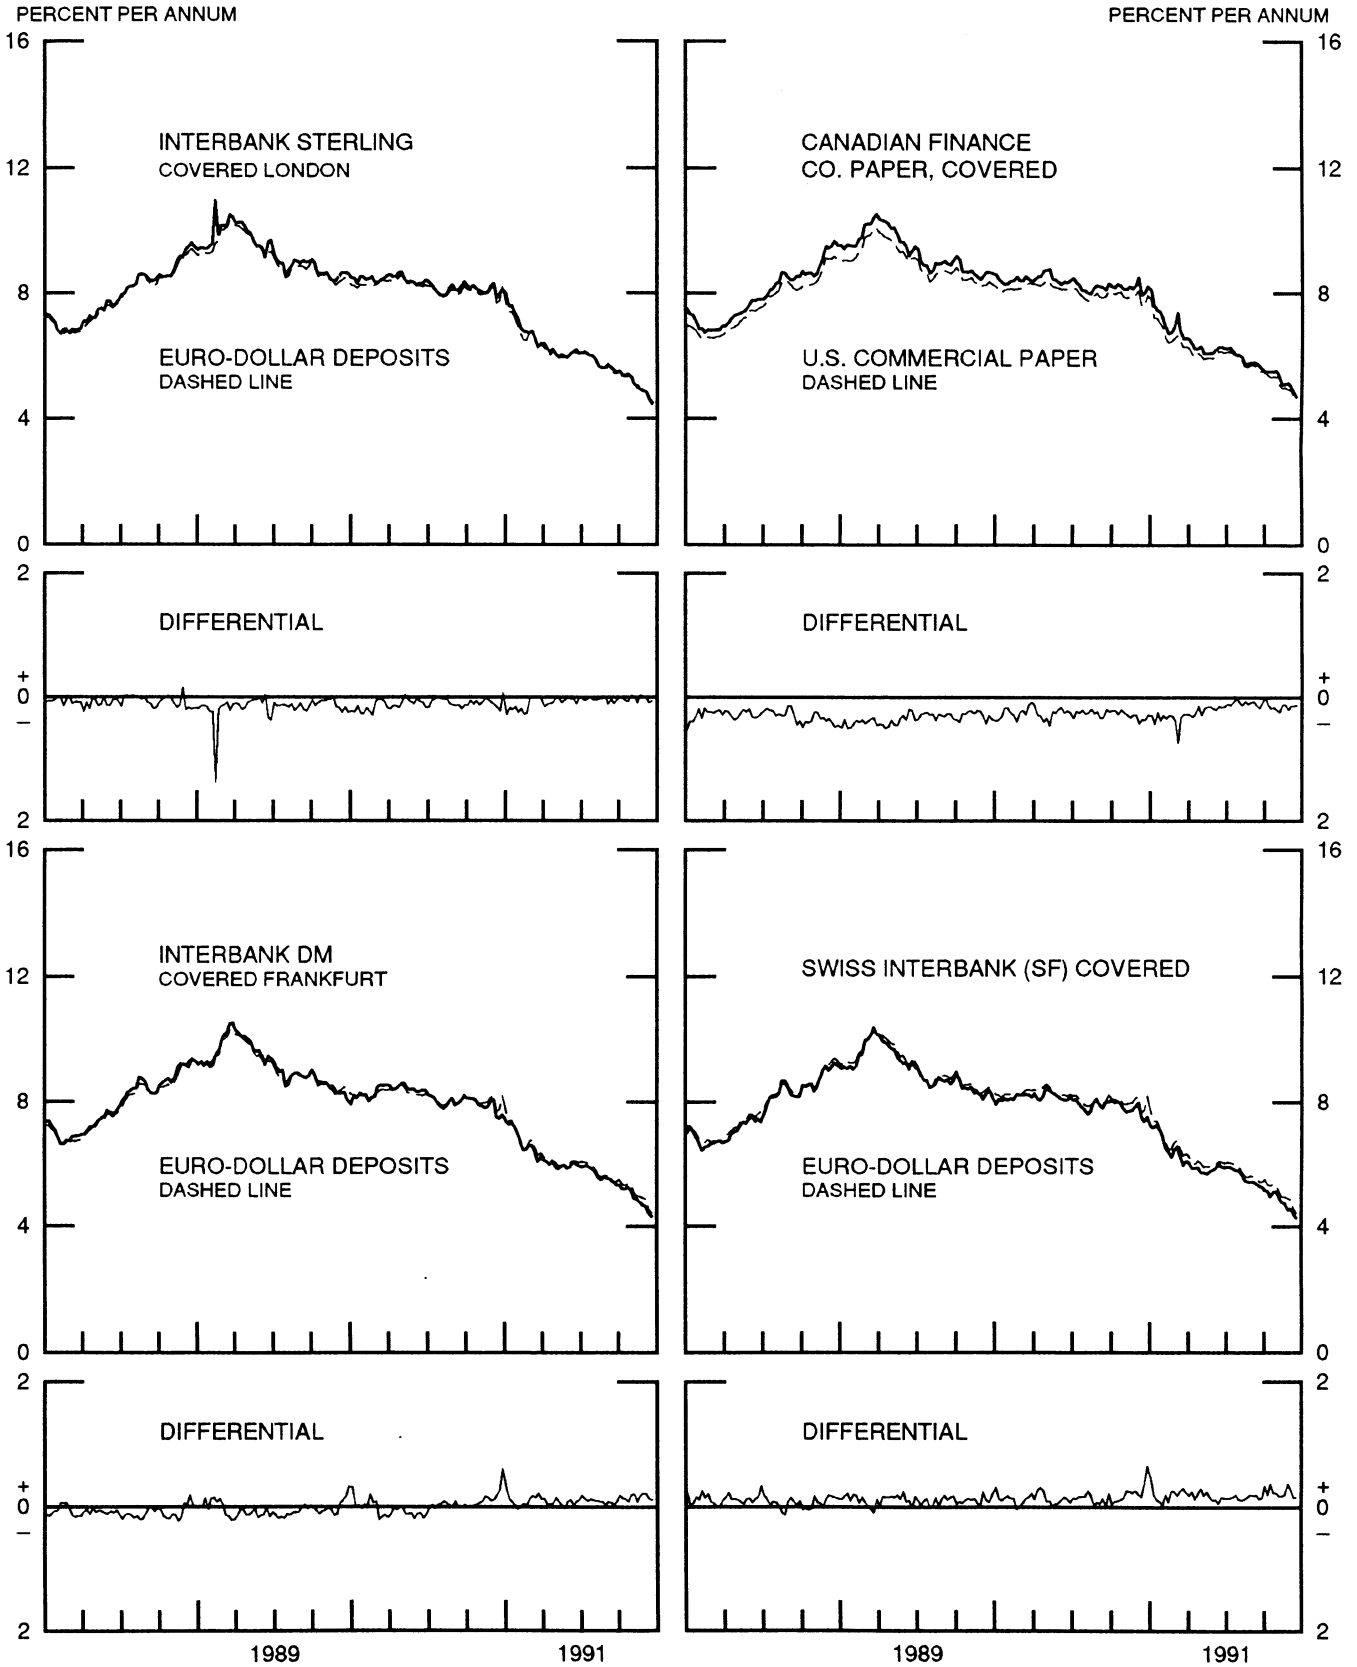 PERCENT PER ANNUM
PERCENT PER ANNUM
16
16
INTERBANK STERLING
COVERED LONDON
CANADIAN FINANCE
CO. PAPER, COVERED
12
12
8
8
EURO-DOLLAR DEPOSITS
DASHED LINE
U.S. COMMERCIAL PAPER
DASHED LINE
4
4
0
0
2
2
DIFFERENTIAL
DIFFERENTIAL
+
0
–
+
0
–
2
2
16
16
INTERBANK DM
COVERED FRANKFURT
SWISS INTERBANK (SF) COVERED
12
12
8
8
EURO-DOLLAR DEPOSITS
DASHED LINE
EURO-DOLLAR DEPOSITS
DASHED LINE
4
4
0
0
2
2
DIFFERENTIAL
DIFFERENTIAL
+
0
–
+
0
–
2
2
1989
1991
1989
1991